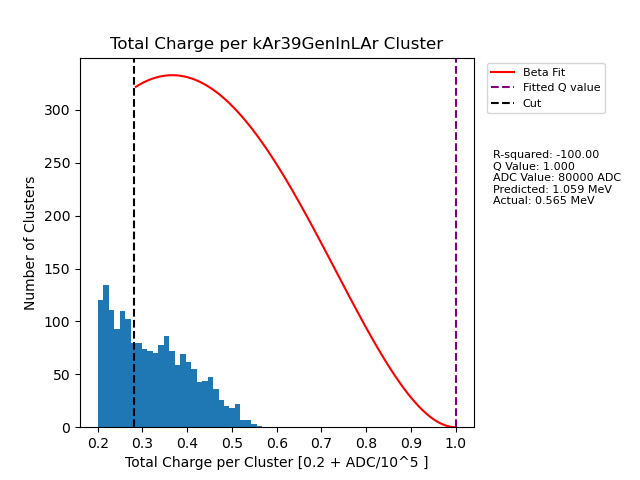 Total Charge per kAr39GenInLAr Cluster
Number of Clusters
350
300
250
200
150
100
50
0
0.2 0.3 0.4 0.5 0.6 0.7 0.8 0.9 1.0
Total Charge per Cluster [0.2 + ADC/10^5 ]
Beta Fit
Fitted Q value
Cut
R-squared: -100.00
Q Value: 1.000
ADC Value: 80000 ADC
Predicted: 1.059 MeV
Actual: 0.565 MeV